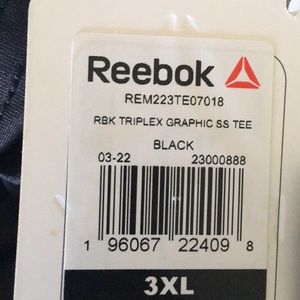 Reebok
REM223TE07018
RBK TRIPLEX GRAPHIC SS TEE
BLACK
03-22 23000888
1 96067 22409 8
3XL